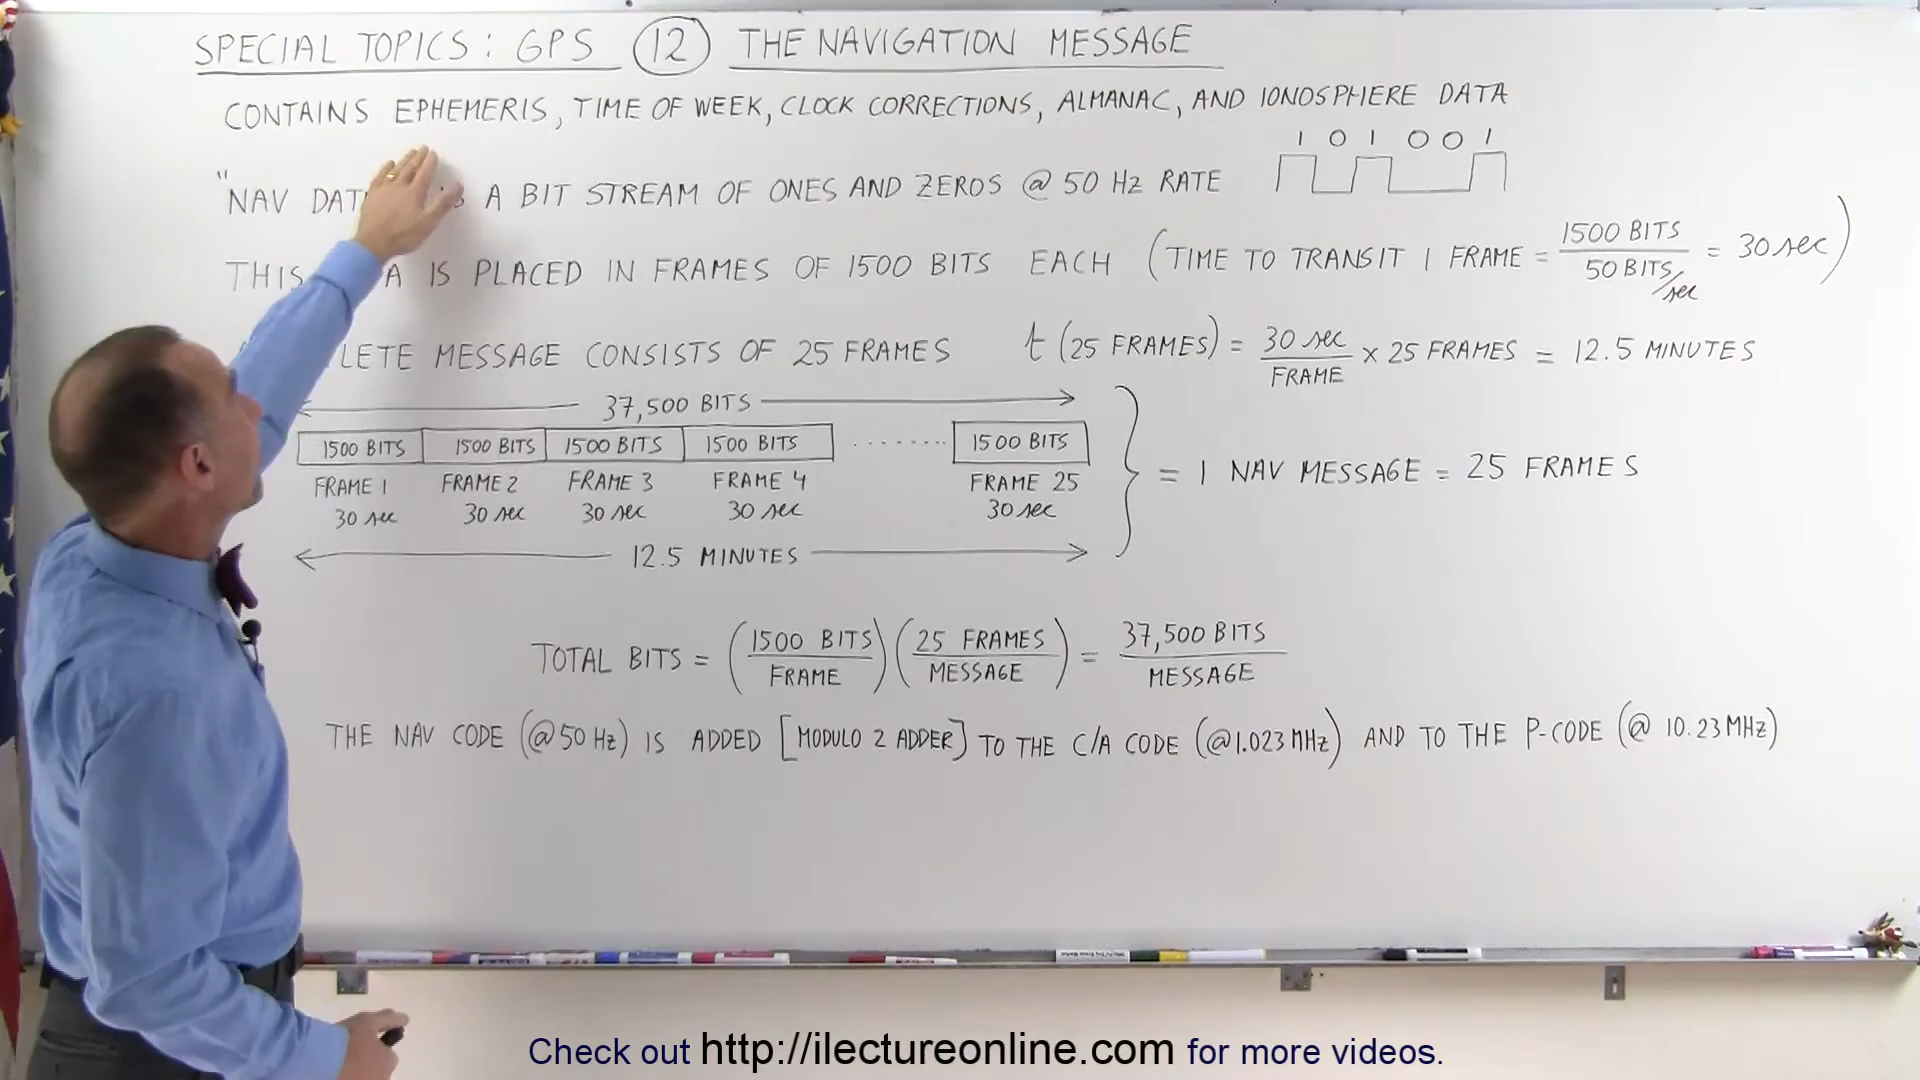 SPECIAL TOPICS: GPS 12 THE NAVIGATION MESSAGE
CONTAINS EPHEMERIS, TIME OF WEEK, CLOCK CORRECTIONS, ALMANAC, AND IONOSPHERE DATA
1 0 1 0 0 1
"NAV DAT A BIT STREAM OF ONES AND ZEROS @ 50 Hz RATE
THIS A IS PLACED IN FRAMES OF 1500 BITS EACH (TIME TO TRANSIT 1 FRAME = 1500 BITS / 50 BITS/sec = 30 sec)
LETE MESSAGE CONSISTS OF 25 FRAMES t (25 FRAMES) = 30 sec / FRAME x 25 FRAMES = 12.5 MINUTES
37,500 BITS
1500 BITS 1500 BITS 1500 BITS 1500 BITS ........ 1500 BITS
FRAME 1 FRAME 2 FRAME 3 FRAME 4 FRAME 25
30 sec 30 sec 30 sec 30 sec 30 sec
12.5 MINUTES
= 1 NAV MESSAGE = 25 FRAMES
TOTAL BITS = (1500 BITS / FRAME) (25 FRAMES / MESSAGE) = 37,500 BITS / MESSAGE
THE NAV CODE (@50 Hz) IS ADDED [MODULO 2 ADDER] TO THE C/A CODE (@1.023 MHz) AND TO THE P-CODE (@ 10.23 MHz)
Check out http://ilectureonline.com for more videos.